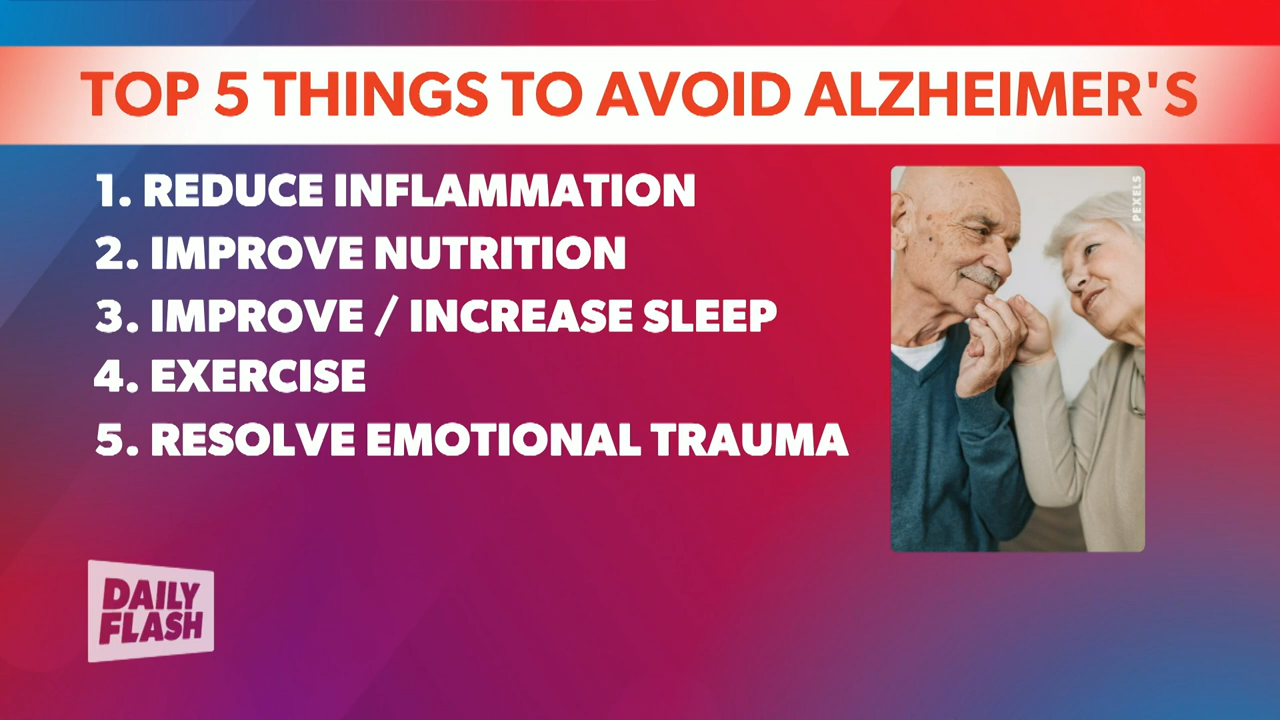 TOP 5 THINGS TO AVOID ALZHEIMER'S
1. REDUCE INFLAMMATION
2. IMPROVE NUTRITION
3. IMPROVE / INCREASE SLEEP
4. EXERCISE
5. RESOLVE EMOTIONAL TRAUMA
PEXELS
DAILY
FLASH